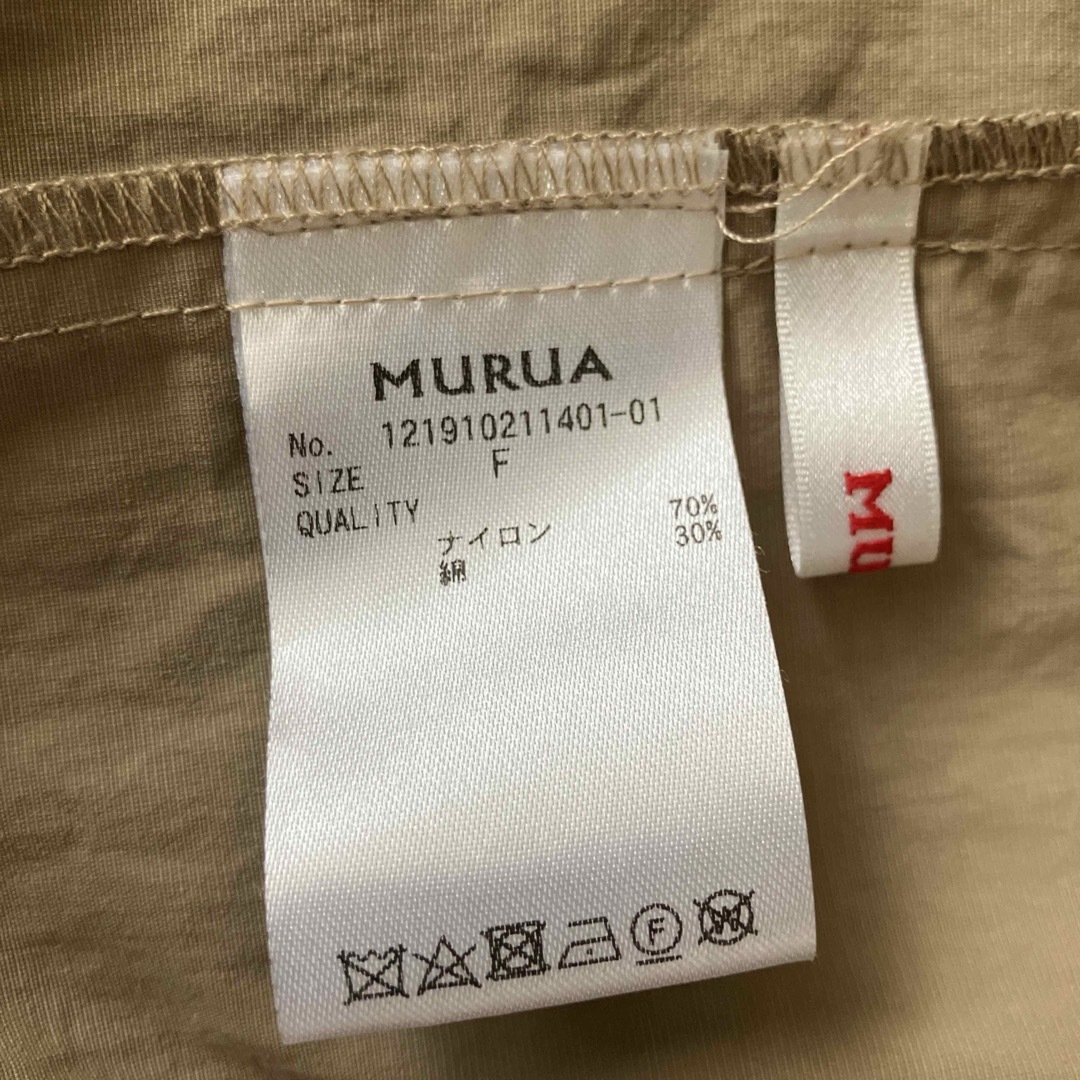 MURUA
No. 121910211401-01
SIZE F
QUALITY
ナイロン 70%
綿 30%
F
W
MU